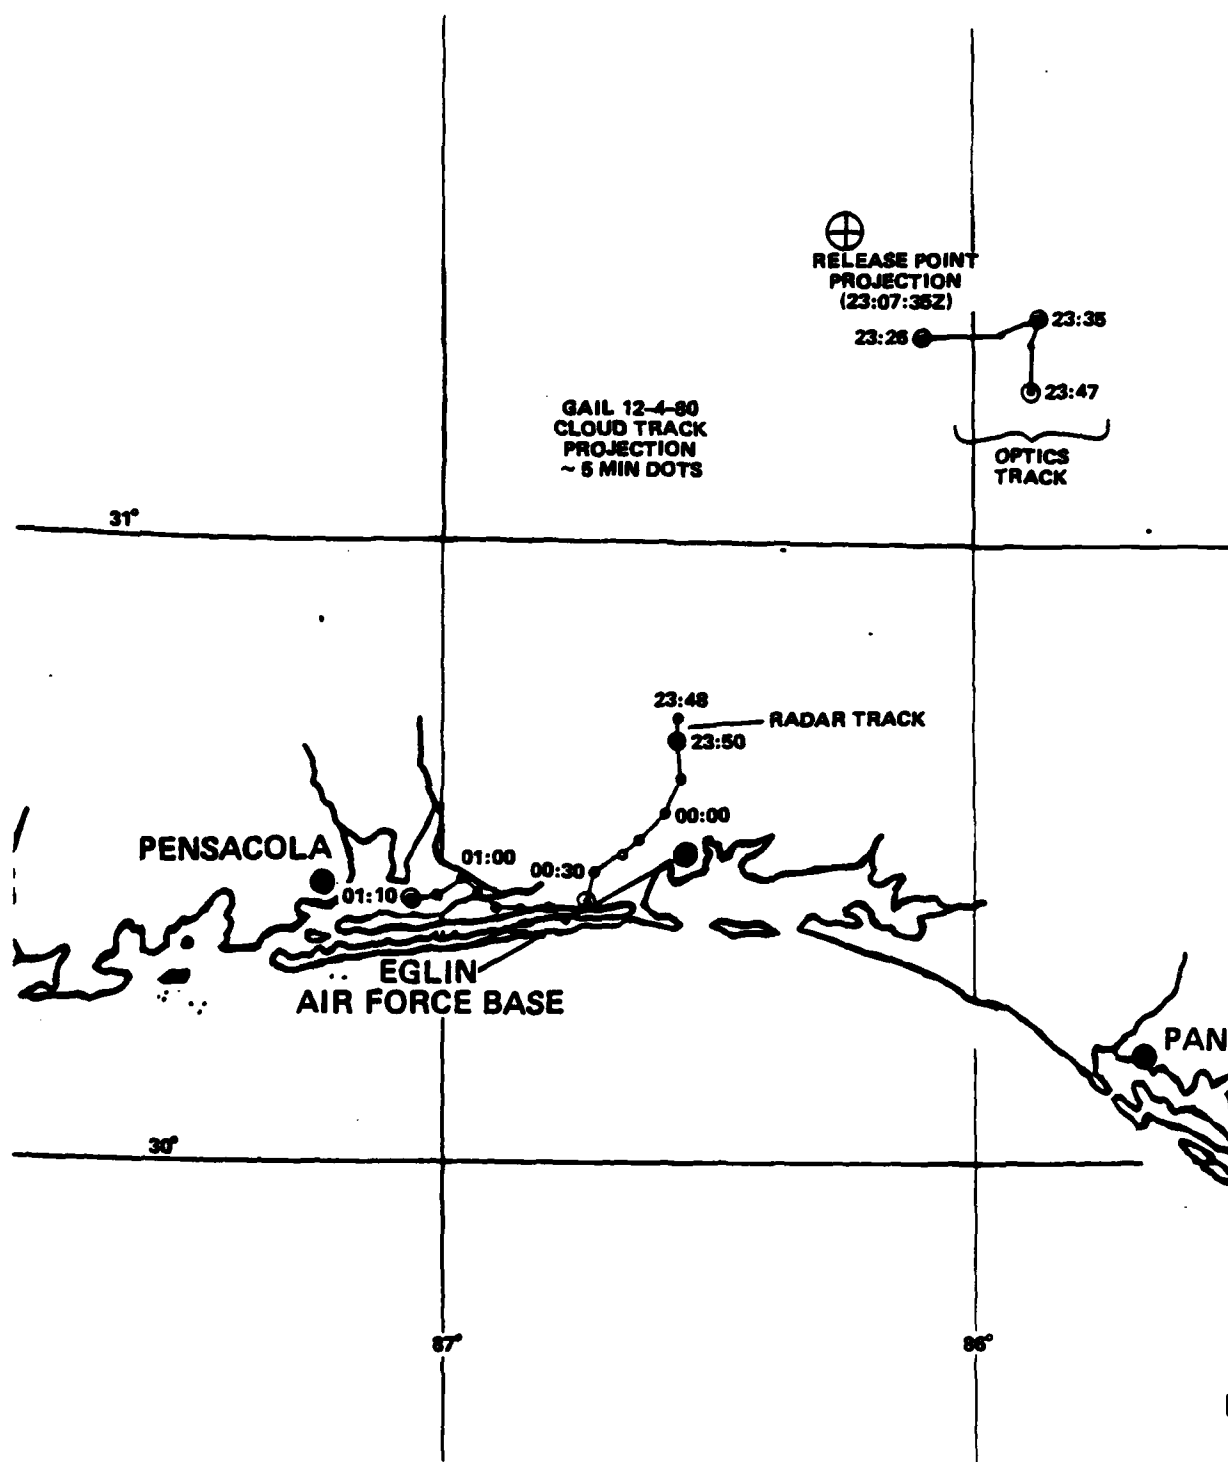 RELEASE POINT
PROJECTION
(23:07:35Z)
23:26
23:35
23:47
GAIL 12-4-80
CLOUD TRACK
PROJECTION
~ 5 MIN DOTS
OPTICS
TRACK
31°
23:48
RADAR TRACK
23:50
00:00
PENSACOLA
01:00
00:30
01:10
EGLIN
AIR FORCE BASE
PAN
30°
87°
86°